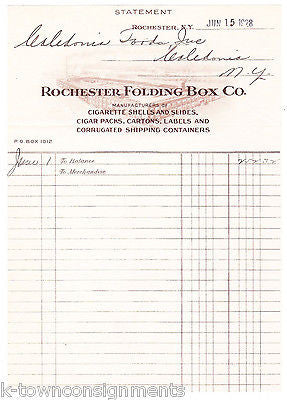 STATEMENT
ROCHESTER, N.Y. JUN 15 1928
Caledonia Foods, Inc
Caledonia
N.Y.
ROCHESTER FOLDING BOX CO.
MANUFACTURERS OF
CIGARETTE SHELLS AND SLIDES,
CIGAR PACKS, CARTONS, LABELS AND
CORRUGATED SHIPPING CONTAINERS
P.O. BOX 1012
June 1 To Balance
To Merchandise
© k-townconsignments